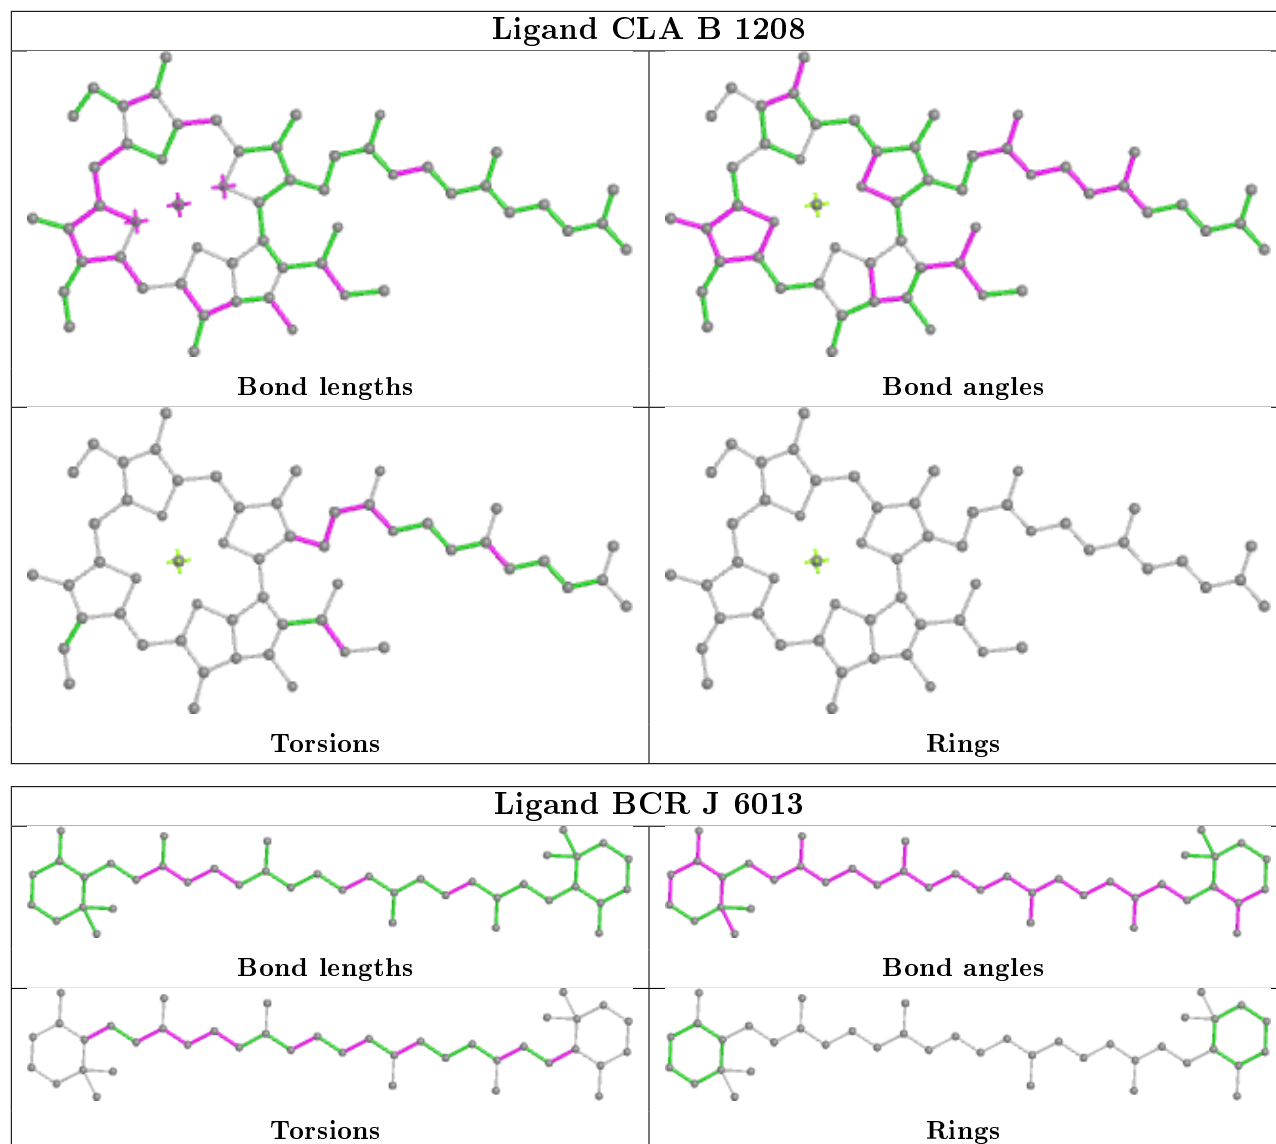 Ligand CLA B 1208
Bond lengths
Bond angles
Torsions
Rings
Ligand BCR J 6013
Bond lengths
Bond angles
Torsions
Rings